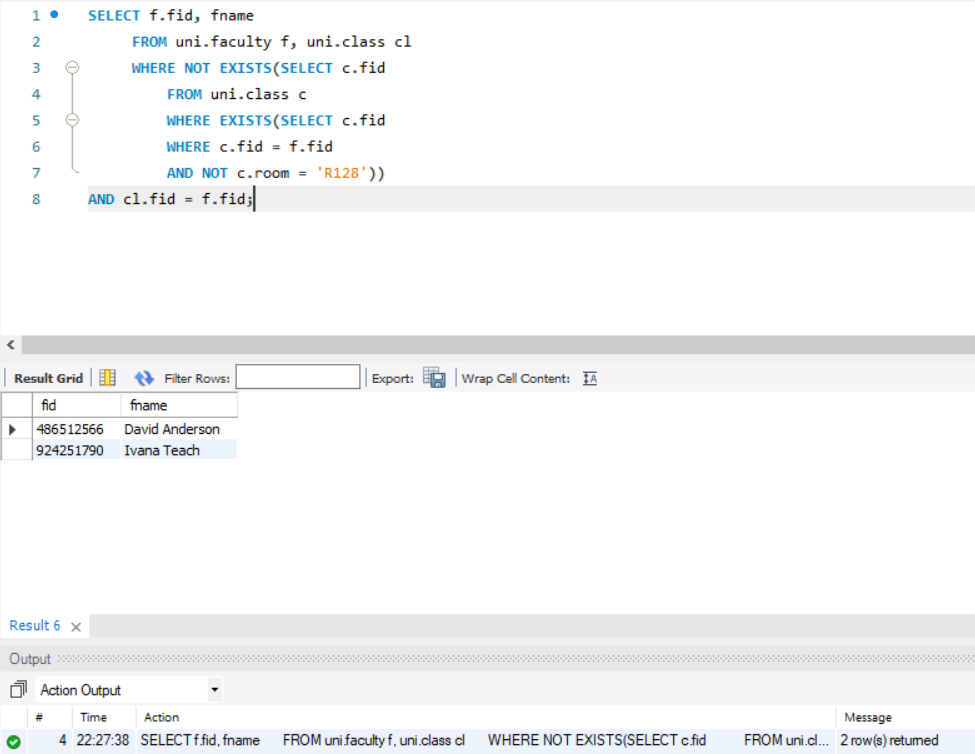 1 SELECT f.fid, fname
2 FROM uni.faculty f, uni.class cl
3 WHERE NOT EXISTS(SELECT c.fid
4 FROM uni.class c
5 WHERE EXISTS(SELECT c.fid
6 WHERE c.fid = f.fid
7 AND NOT c.room = 'R128'))
8 AND cl.fid = f.fid;
Result Grid Filter Rows: Export: Wrap Cell Content:
fid fname
486512566 David Anderson
924251790 Ivana Teach
Result 6
Output
Action Output
# Time Action Message
4 22:27:38 SELECT f.fid, fname FROM uni.faculty f, uni.class cl WHERE NOT EXISTS(SELECT c.fid FROM uni.cl... 2 row(s) returned